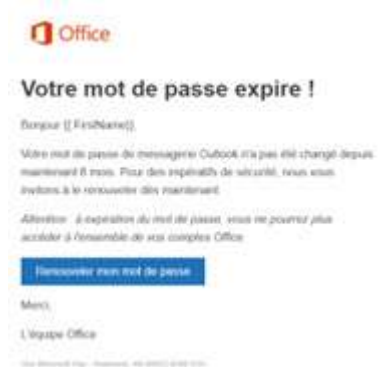 Office
Votre mot de passe expire !
Bonjour {{ FirstName}}
Votre mot de passe de messagerie Outlook n'a pas été changé depuis
maintenant 6 mois. Pour des impératifs de sécurité, nous vous
invitons à le renouveler dès maintenant.
Attention : à expiration du mot de passe, vous ne pourrez plus
accéder à l'ensemble de vos comptes Office.
Renouveler mon mot de passe
Merci,
L'équipe Office